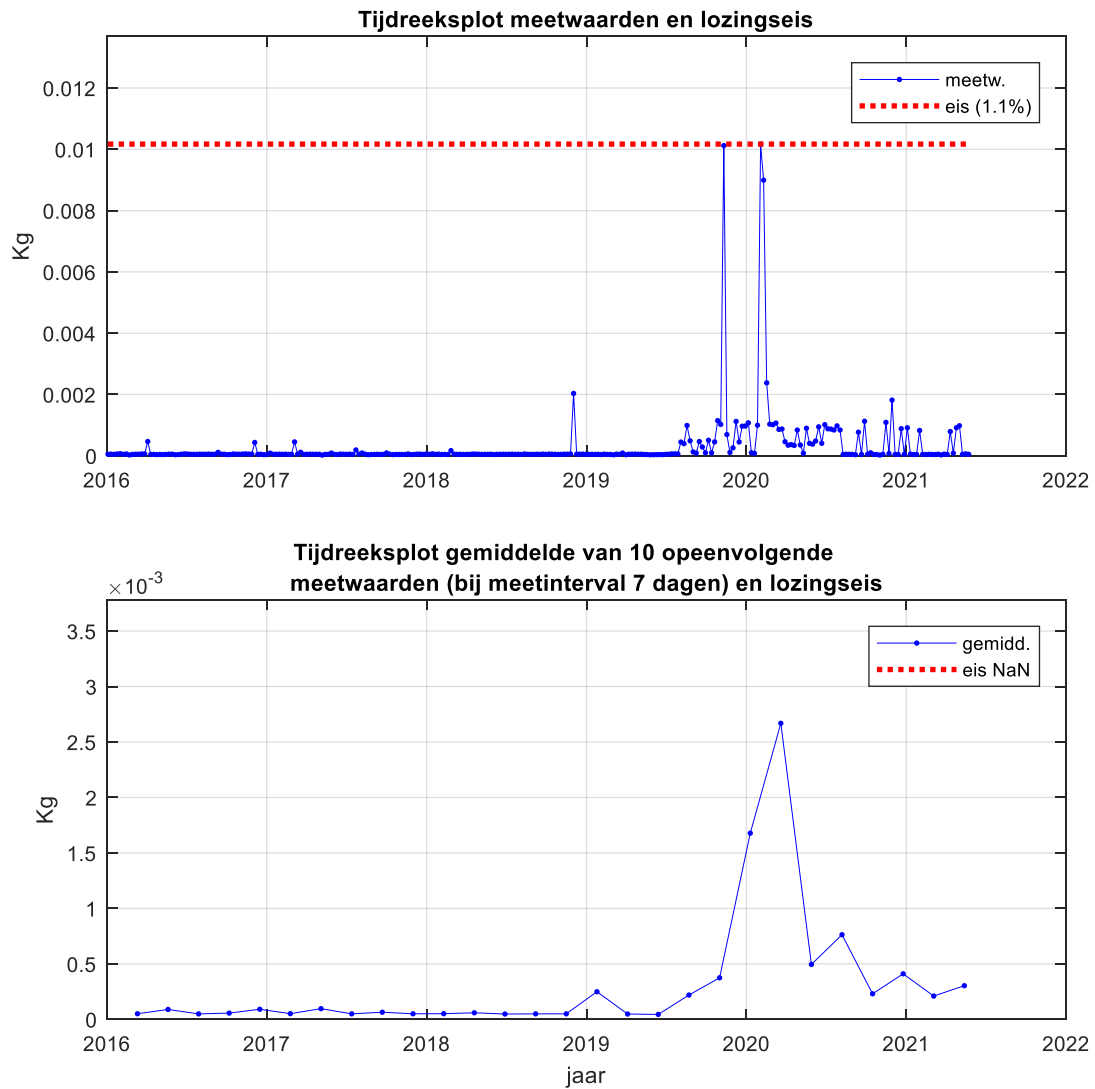 Tijdreeksplot meetwaarden en lozingseis
0.012
0.01
0.008
0.006
0.004
0.002
0
Kg
meetw.
eis (1.1%)
2016 2017 2018 2019 2020 2021 2022
Tijdreeksplot gemiddelde van 10 opeenvolgende
meetwaarden (bij meetinterval 7 dagen) en lozingseis
×10-3
3.5
3
2.5
2
1.5
1
0.5
0
Kg
gemidd.
eis NaN
2016 2017 2018 2019 2020 2021 2022
jaar